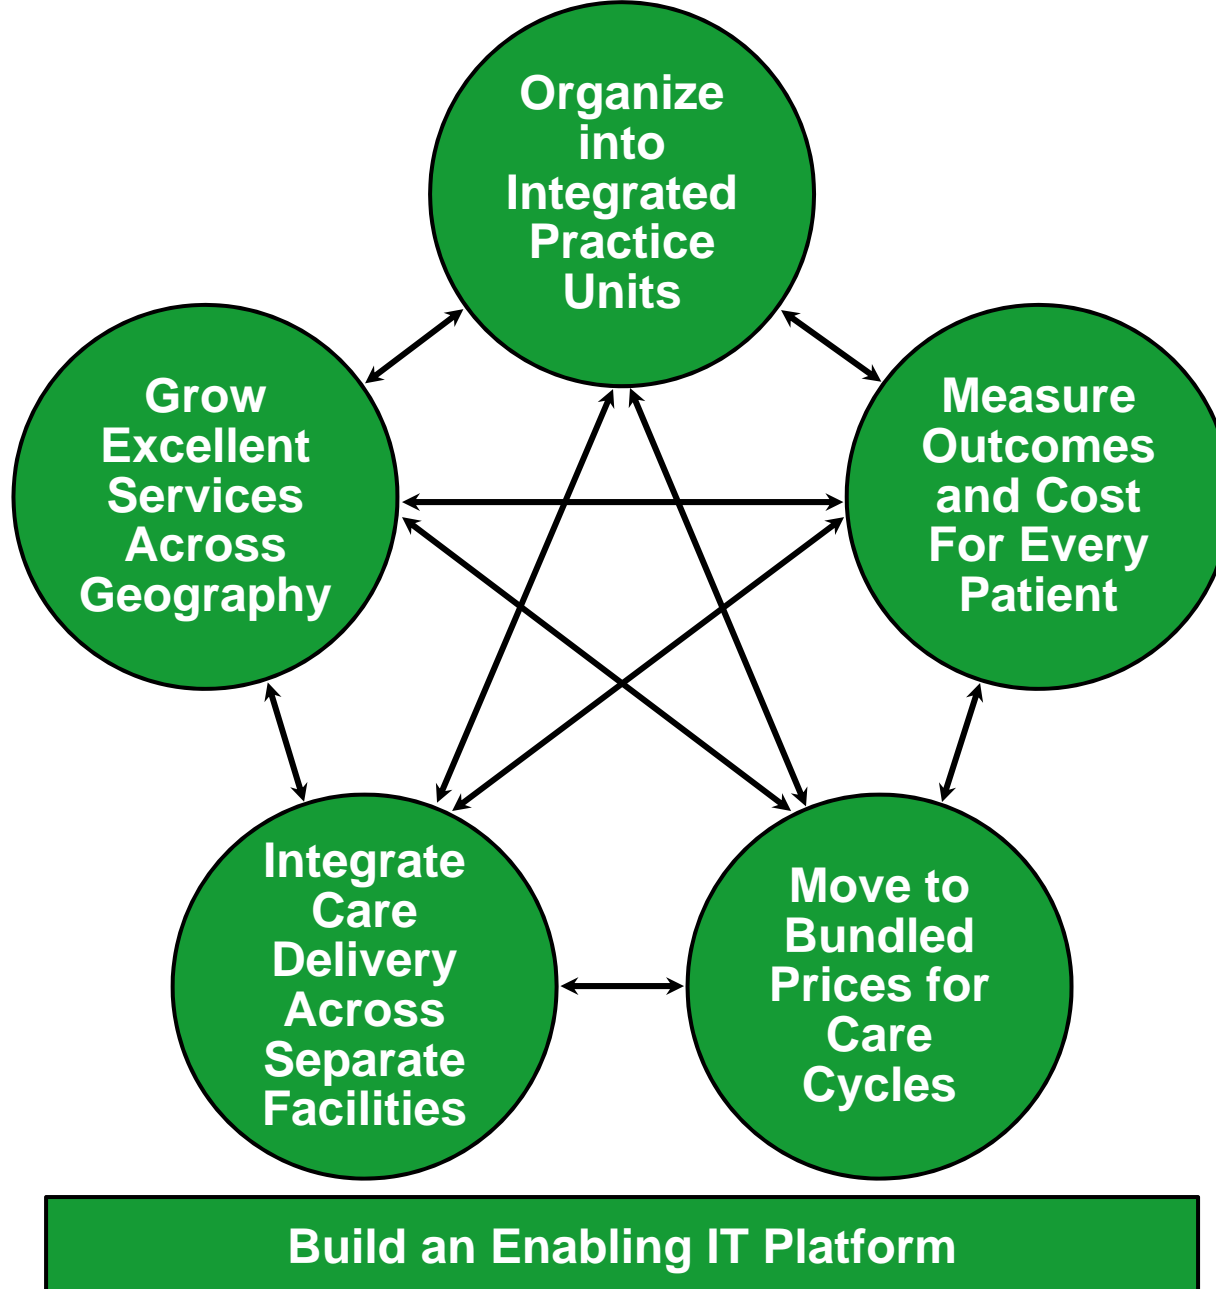 Organize
into
Integrated
Practice
Units
Grow
Excellent
Services
Across
Geography
Measure
Outcomes
and Cost
For Every
Patient
Integrate
Care
Delivery
Across
Separate
Facilities
Move to
Bundled
Prices for
Care
Cycles
Build an Enabling IT Platform